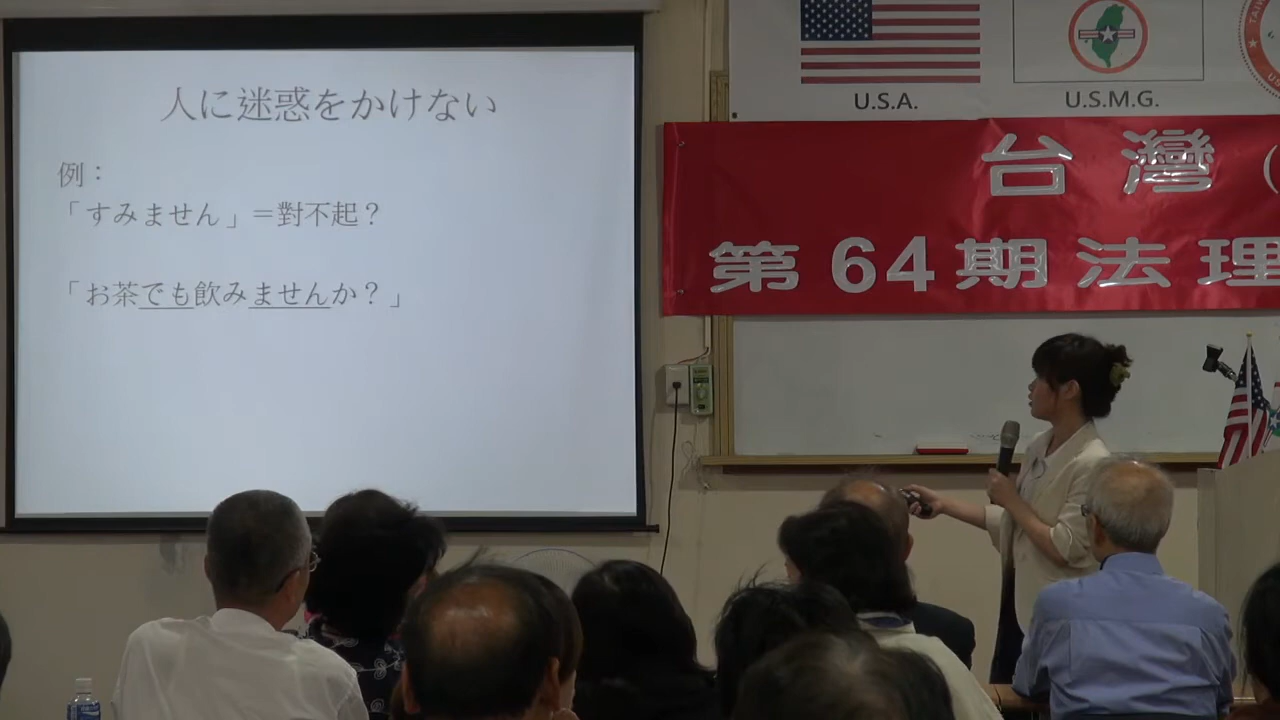 人に迷惑をかけない
例：
「すみません」＝對不起？
「お茶でも飲みませんか？」
U.S.A.
U.S.M.G.
台灣（
第64期法理